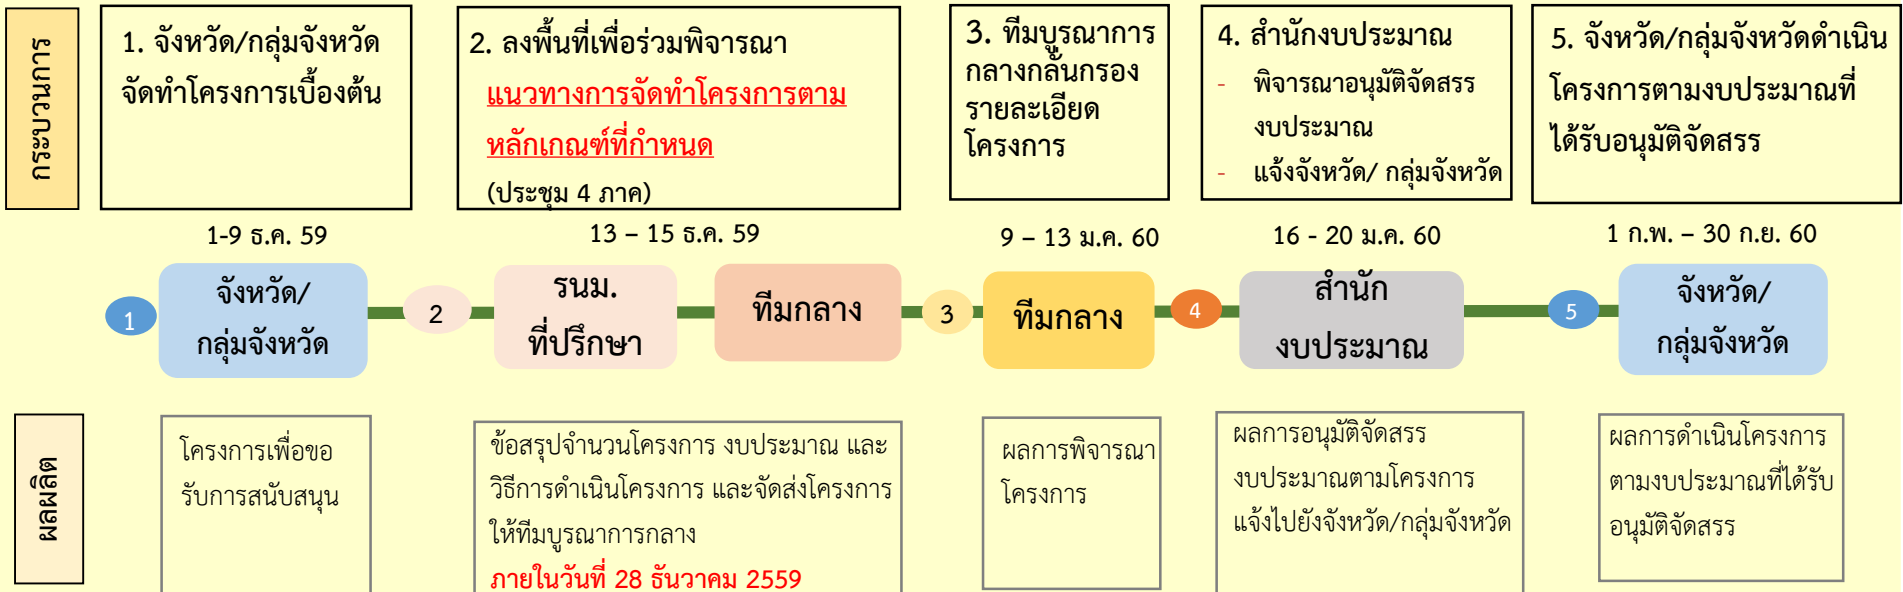 กระบวนการ
1. จังหวัด/กลุ่มจังหวัด
จัดทำโครงการเบื้องต้น
2. ลงพื้นที่เพื่อร่วมพิจารณา
แนวทางการจัดทำโครงการตาม
หลักเกณฑ์ที่กำหนด
(ประชุม 4 ภาค)
3. ทีมบูรณาการ
กลางกลั่นกรอง
รายละเอียด
โครงการ
4. สำนักงบประมาณ
- พิจารณาอนุมัติจัดสรร
งบประมาณ
- แจ้งจังหวัด/ กลุ่มจังหวัด
5. จังหวัด/กลุ่มจังหวัดดำเนิน
โครงการตามงบประมาณที่
ได้รับอนุมัติจัดสรร
1-9 ธ.ค. 59
13 – 15 ธ.ค. 59
9 – 13 ม.ค. 60
16 - 20 ม.ค. 60
1 ก.พ. – 30 ก.ย. 60
1
จังหวัด/
กลุ่มจังหวัด
2
รนม.
ที่ปรึกษา
ทีมกลาง
3
ทีมกลาง
4
สำนัก
งบประมาณ
5
จังหวัด/
กลุ่มจังหวัด
ผลผลิต
โครงการเพื่อขอ
รับการสนับสนุน
ข้อสรุปจำนวนโครงการ งบประมาณ และ
วิธีการดำเนินโครงการ และจัดส่งโครงการ
ให้ทีมบูรณาการกลาง
ภายในวันที่ 28 ธันวาคม 2559
ผลการพิจารณา
โครงการ
ผลการอนุมัติจัดสรร
งบประมาณตามโครงการ
แจ้งไปยังจังหวัด/กลุ่มจังหวัด
ผลการดำเนินโครงการ
ตามงบประมาณที่ได้รับ
อนุมัติจัดสรร